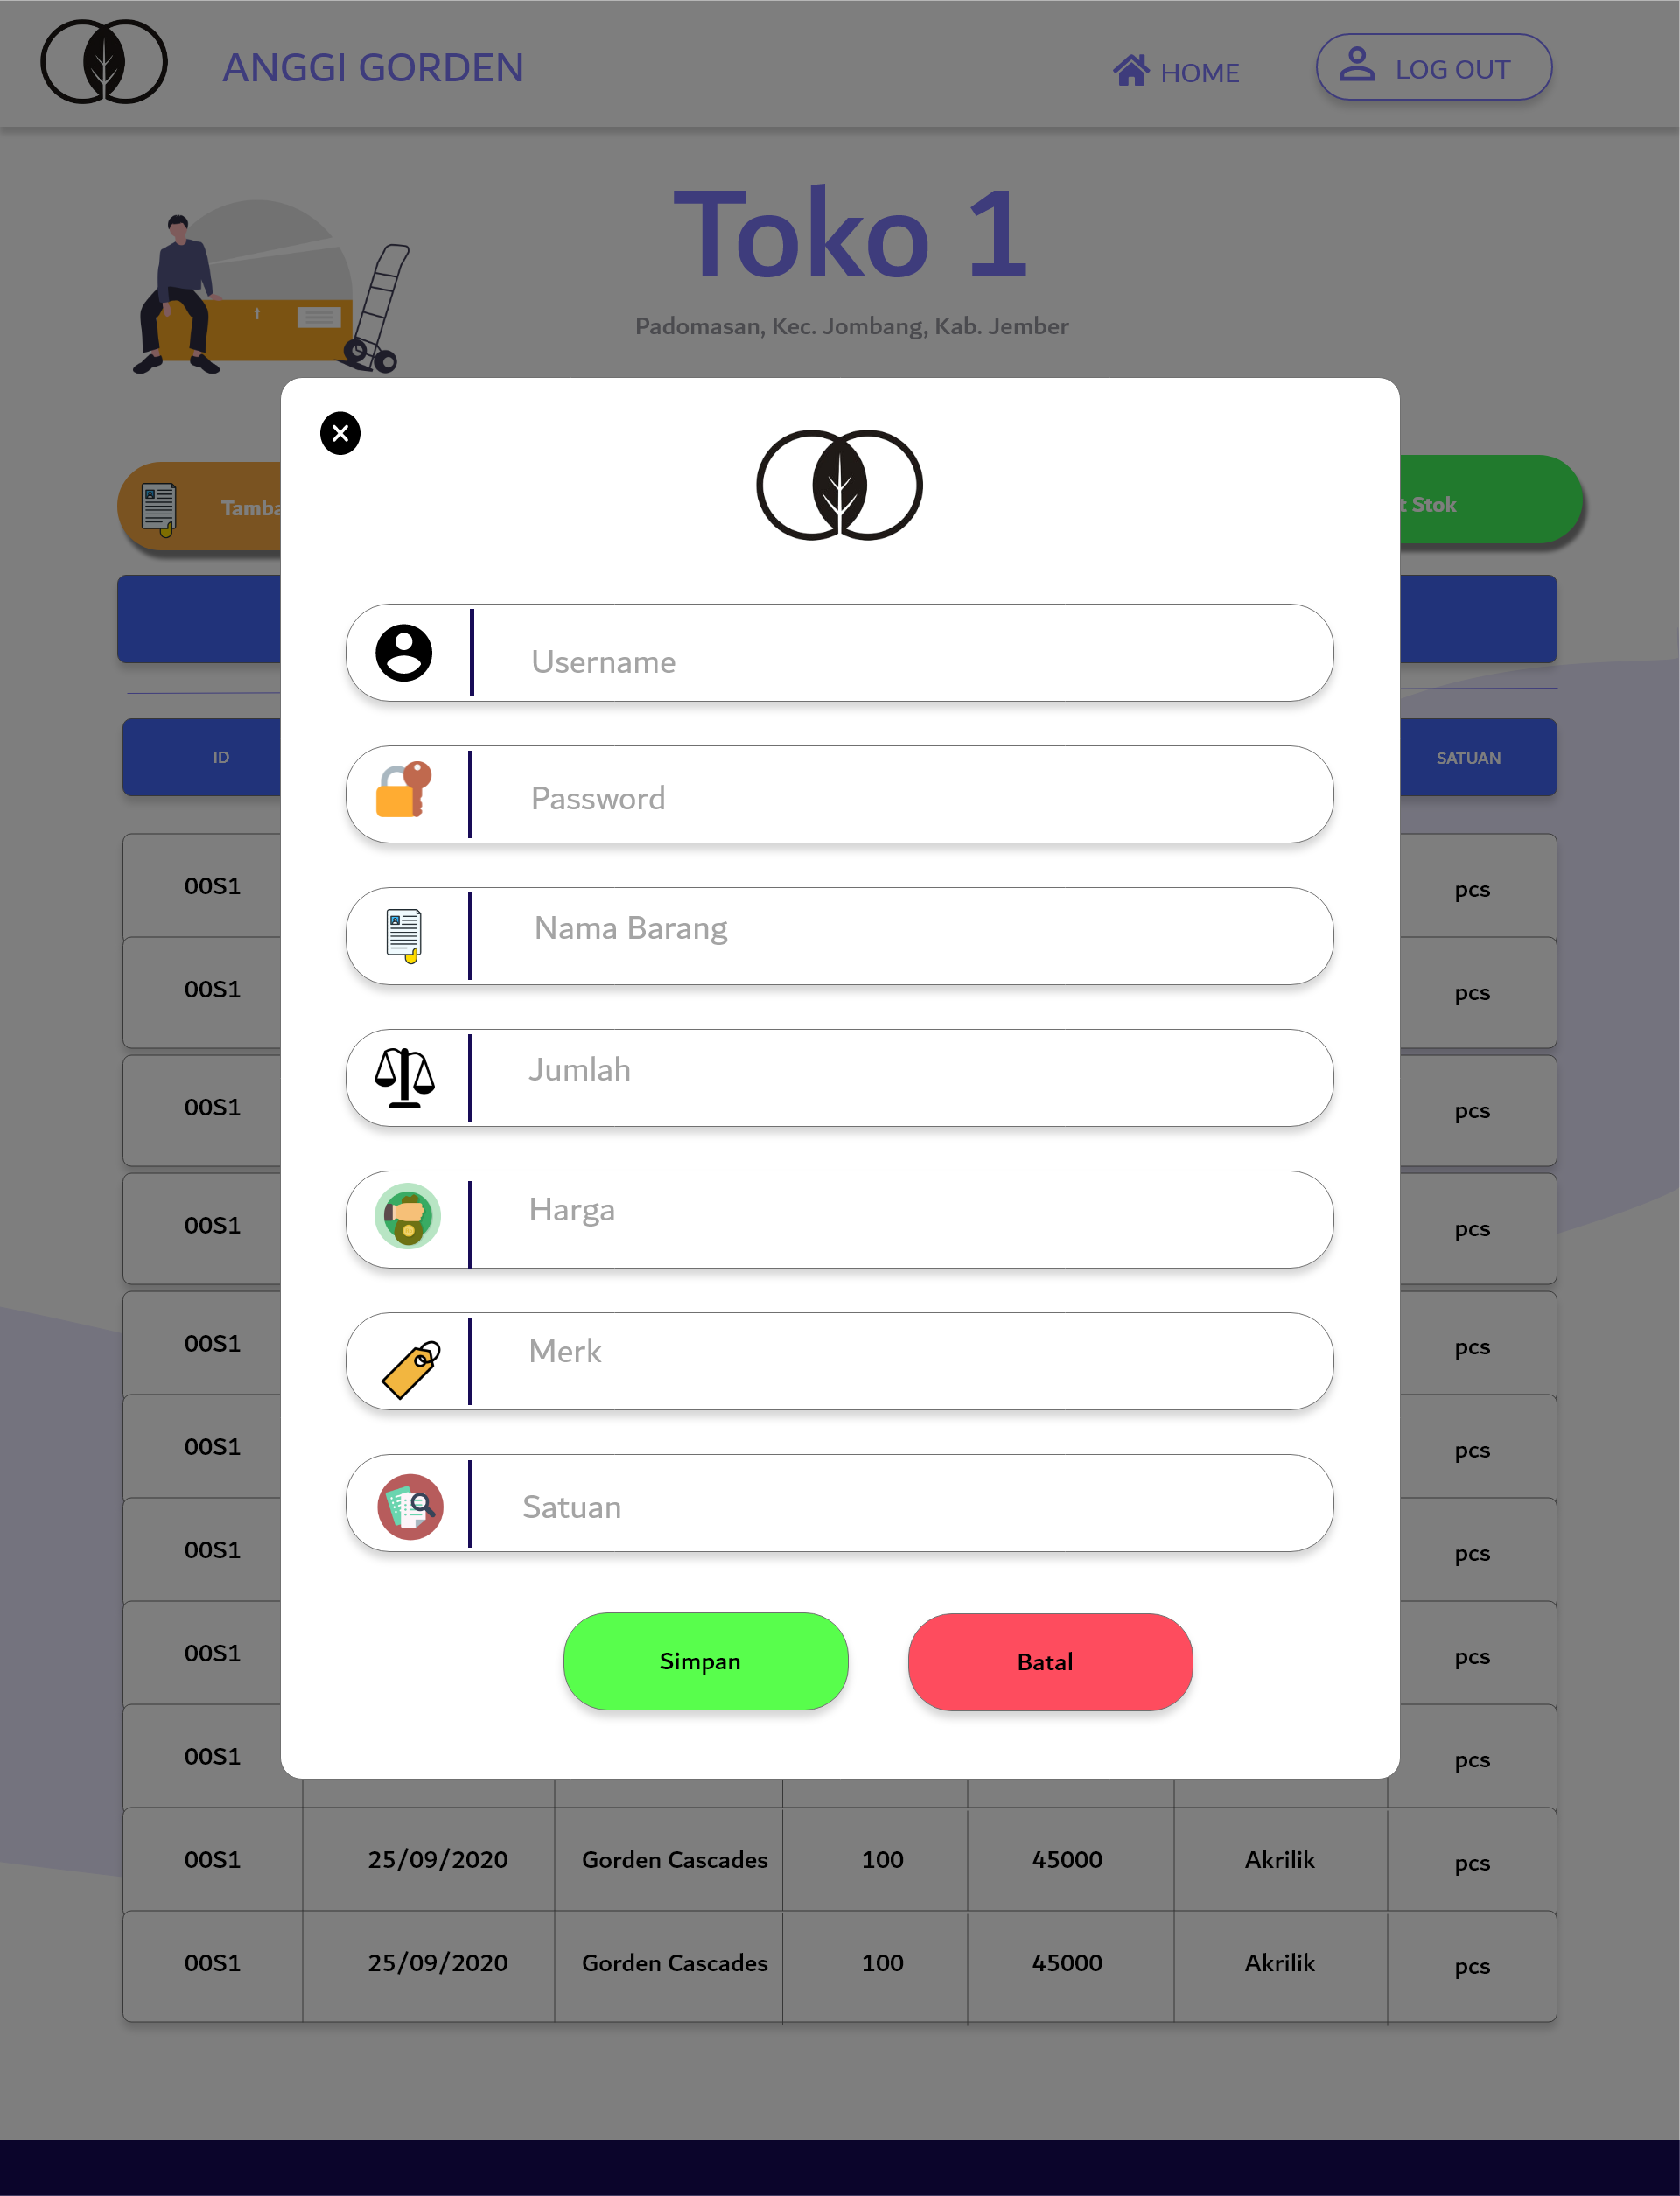 ANGGI GORDEN
HOME
LOG OUT
Toko 1
Padomasan, Kec. Jombang, Kab. Jember
Stok
ID
SATUAN
Username
Password
Nama Barang
Jumlah
Harga
Merk
Satuan
Simpan
Batal
00S1 pcs
00S1 pcs
00S1 pcs
00S1 pcs
00S1 pcs
00S1 pcs
00S1 pcs
00S1 pcs
00S1 pcs
00S1 25/09/2020 Gorden Cascades 100 45000 Akrilik pcs
00S1 25/09/2020 Gorden Cascades 100 45000 Akrilik pcs